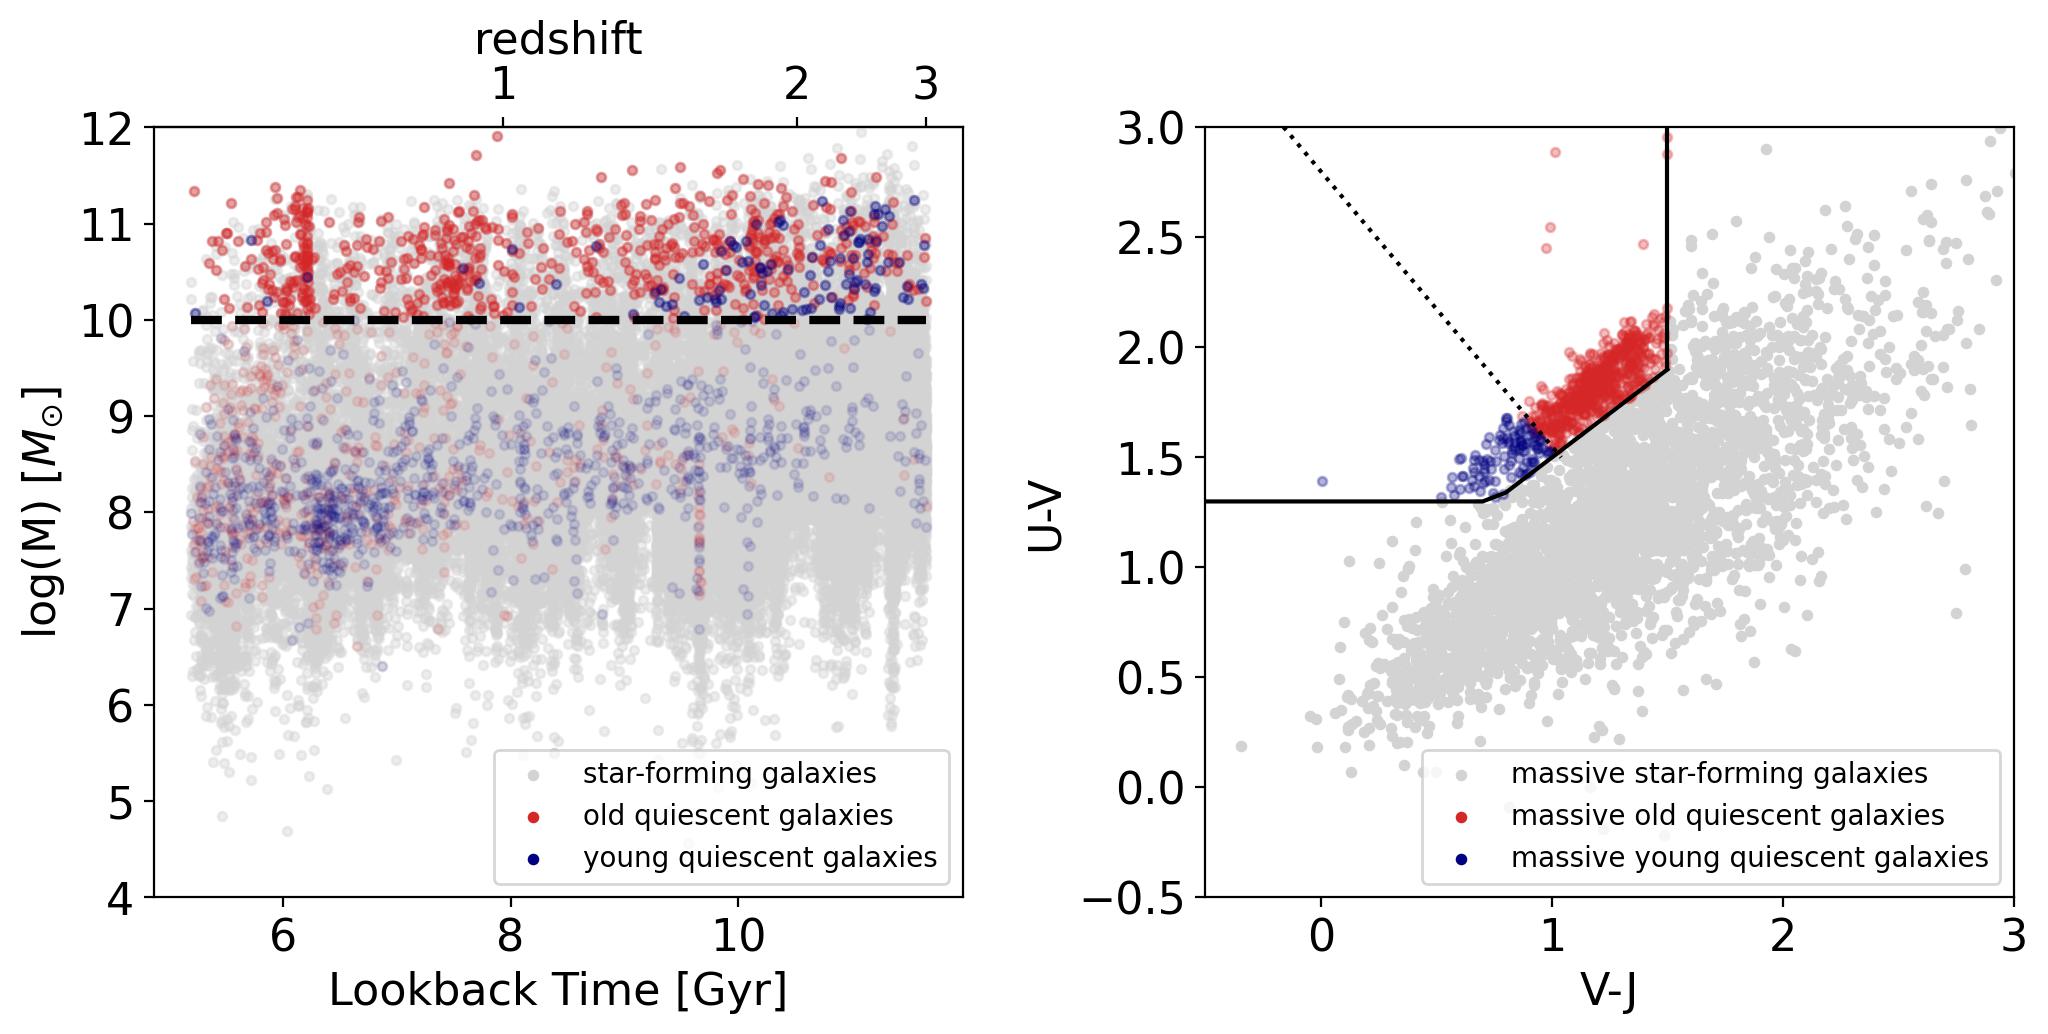 redshift
1 2 3
12
11
10
9
8
7
6
5
4
log(M) [M⊙]
star-forming galaxies
old quiescent galaxies
young quiescent galaxies
6 8 10
Lookback Time [Gyr]
3.0
2.5
2.0
1.5
1.0
0.5
0.0
−0.5
U-V
massive star-forming galaxies
massive old quiescent galaxies
massive young quiescent galaxies
0 1 2 3
V-J